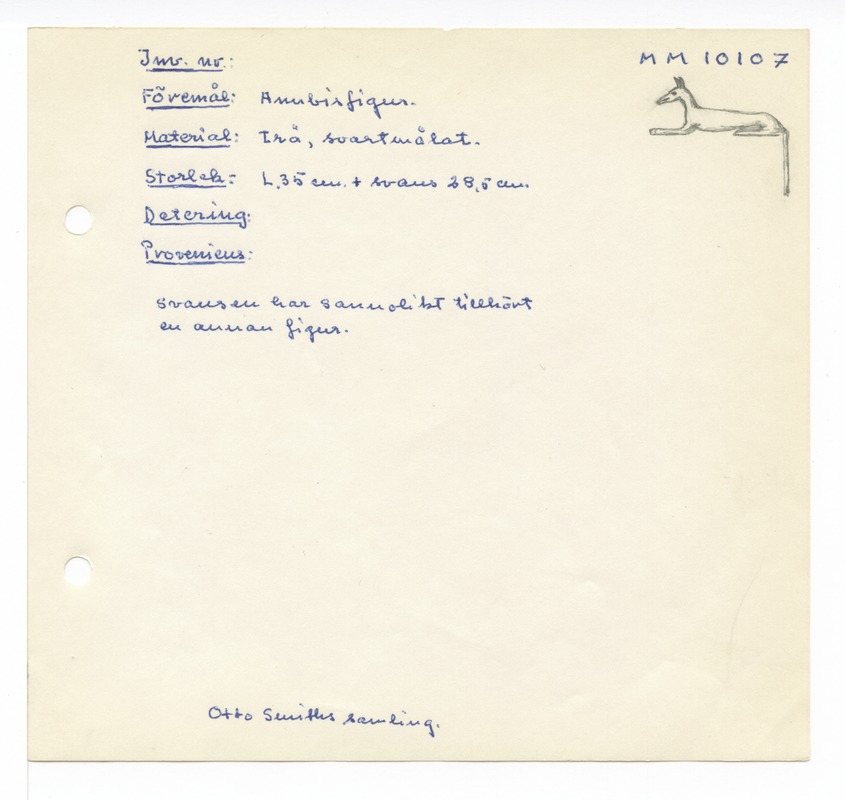 Inv. nr.:
MM 10107
Föremål: Anubisfigur.
Material: Trä, svartmålat.
Storlek: L. 35 cm. + svans 28,5 cm.
Datering:
Proveniens:
Svansen har sannolikt tillhört
en annan figur.
Otto Smiths samling.